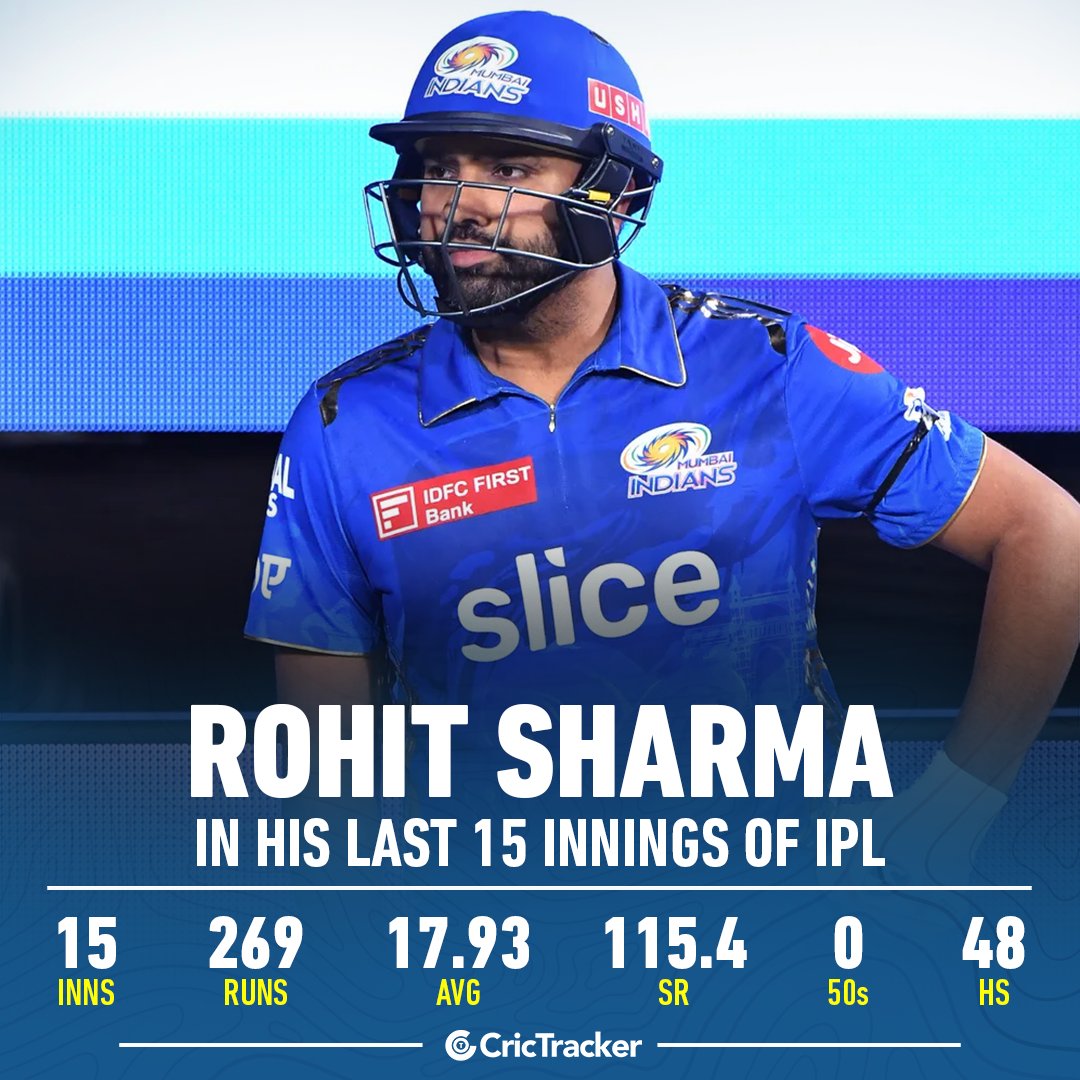 MUMBAI
INDIANS
USH
MUMBAI
INDIANS
IDFC FIRST
Bank
slice
ROHIT SHARMA
IN HIS LAST 15 INNINGS OF IPL
15 269 17.93 115.4 0 48
INNS RUNS AVG SR 50s HS
CricTracker